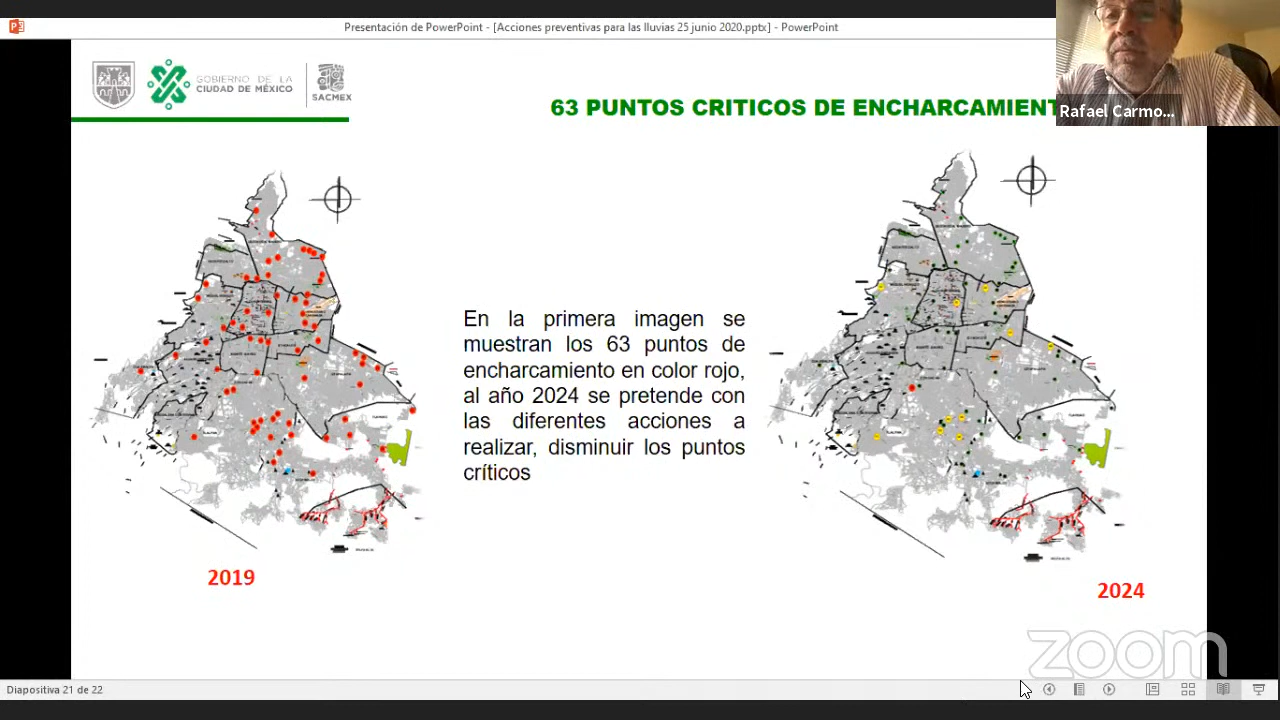 Presentación de PowerPoint - [Acciones preventivas para las lluvias 25 junio 2020.pptx] - PowerPoint
GOBIERNO DE LA
CIUDAD DE MÉXICO
SACMEX
63 PUNTOS CRITICOS DE ENCHARCAMIENT
Rafael Carmo...
En la primera imagen se
muestran los 63 puntos de
encharcamiento en color rojo,
al año 2024 se pretende con
las diferentes acciones a
realizar, disminuir los puntos
críticos
2019
2024
zoom
Diapositiva 21 de 22